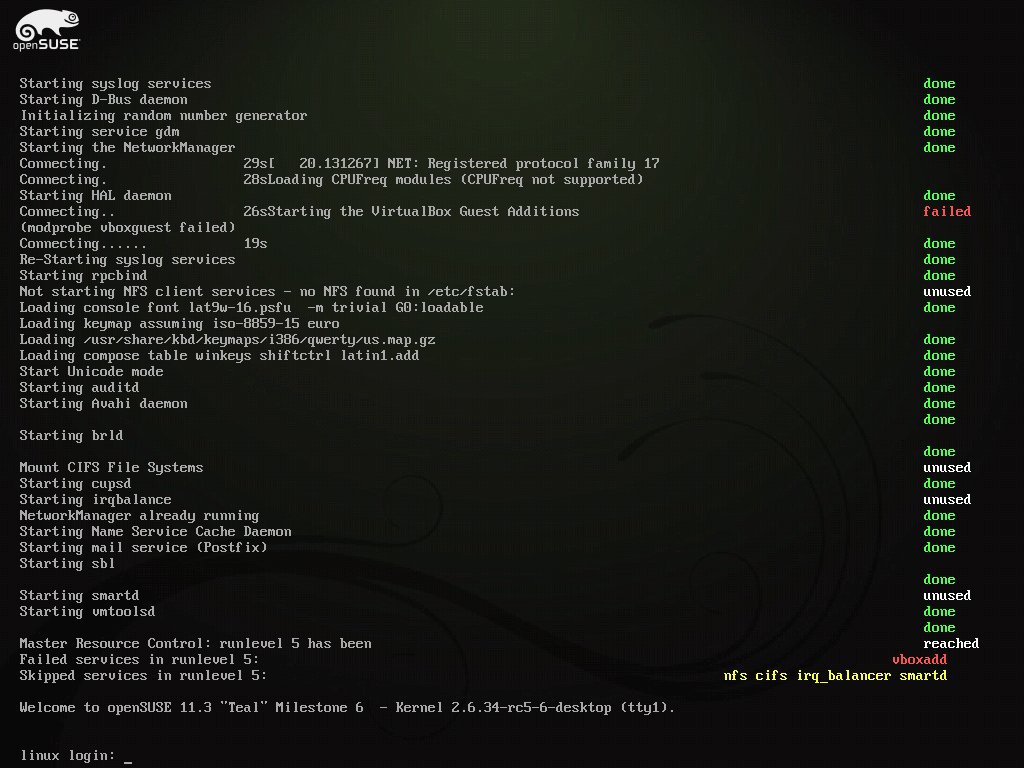 openSUSE
Starting syslog services done
Starting D-Bus daemon done
Initializing random number generator done
Starting service gdm done
Starting the NetworkManager done
Connecting. 29s[ 20.131267] NET: Registered protocol family 17
Connecting. 28sLoading CPUFreq modules (CPUFreq not supported)
Starting HAL daemon done
Connecting.. 26sStarting the VirtualBox Guest Additions failed
(modprobe vboxguest failed)
Connecting...... 19s done
Re-Starting syslog services done
Starting rpcbind done
Not starting NFS client services - no NFS found in /etc/fstab: unused
Loading console font lat9w-16.psfu -m trivial G0:loadable done
Loading keymap assuming iso-8859-15 euro
Loading /usr/share/kbd/keymaps/i386/qwerty/us.map.gz done
Loading compose table winkeys shiftctrl latin1.add done
Start Unicode mode done
Starting auditd done
Starting Avahi daemon done
done
Starting brld
done
Mount CIFS File Systems unused
Starting cupsd done
Starting irqbalance unused
NetworkManager already running done
Starting Name Service Cache Daemon done
Starting mail service (Postfix) done
Starting sbl
done
Starting smartd unused
Starting vmtoolsd done
done
Master Resource Control: runlevel 5 has been reached
Failed services in runlevel 5: vboxadd
Skipped services in runlevel 5: nfs cifs irq_balancer smartd
Welcome to openSUSE 11.3 "Teal" Milestone 6 - Kernel 2.6.34-rc5-6-desktop (tty1).
linux login: _